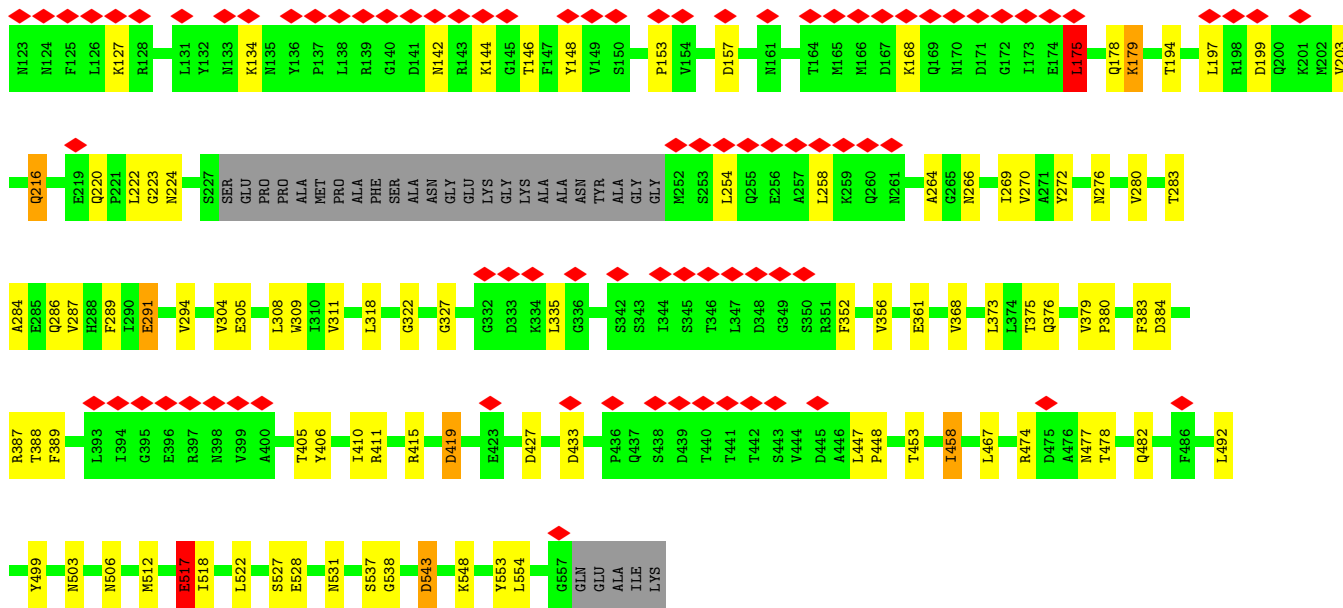 N123 N124 F125 L126 K127 R128 L131 Y132 N133 K134 N135 Y136 P137 L138 R139 G140 D141 N142 R143 K144 G145 T146 F147 Y148 V149 S150 P153 V154 D157 N161 T164 M165 M166 D167 K168 Q169 N170 D171 G172 I173 E174 L175 Q178 K179 T194 L197 R198 D199 Q200 K201 M202 V203
Q216 E219 Q220 P221 L222 G223 N224 S227 SER GLU PRO PRO ALA MET PRO ALA PHE SER ALA ASN GLY GLU LYS GLY LYS ALA ALA ASN TYR ALA GLY GLY M252 S253 L254 Q255 E256 A257 L258 K259 Q260 N261 A264 G265 N266 I269 V270 A271 Y272 N276 V280 T283
A284 E285 Q286 V287 H288 F289 I290 E291 V294 V304 E305 L308 W309 I310 V311 L318 G322 G327 G332 D333 K334 L335 G336 S342 S343 I344 S345 T346 L347 D348 G349 S350 R351 F352 V356 E361 V368 L373 L374 T375 Q376 V379 P380 F383 D384
R387 T388 F389 L393 I394 G395 E396 R397 N398 V399 A400 T405 Y406 I410 R411 R415 D419 E423 D427 D433 P436 Q437 S438 D439 T440 T441 T442 S443 V444 D445 A446 L447 P448 T453 I458 L467 R474 D475 A476 N477 T478 Q482 F486 L492
Y499 N503 N506 M512 E517 I518 L522 S527 E528 N531 S537 G538 D543 K548 Y553 L554 G557 GLN GLU ALA ILE LYS